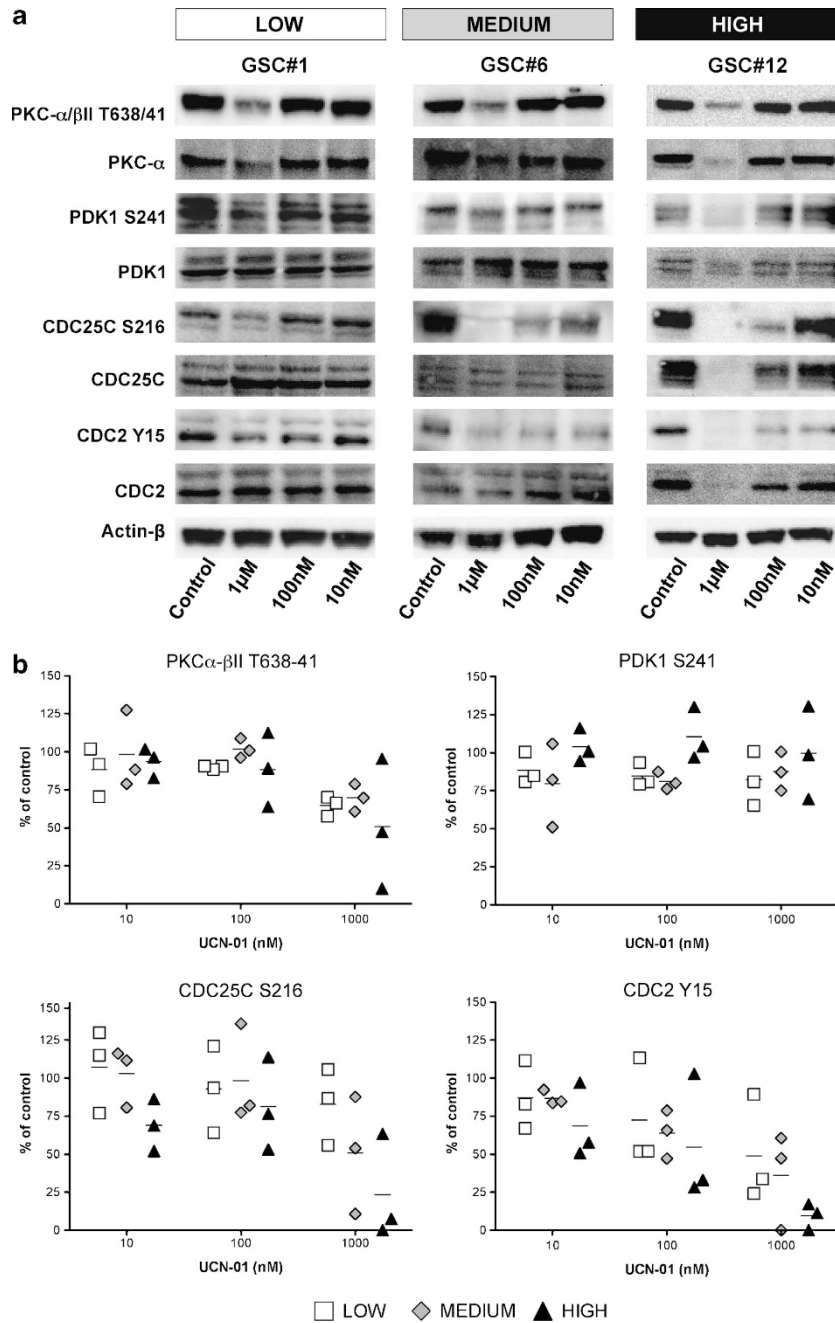 a
LOW MEDIUM HIGH
GSC#1 GSC#6 GSC#12
PKC-α/βII T638/41
PKC-α
PDK1 S241
PDK1
CDC25C S216
CDC25C
CDC2 Y15
CDC2
Actin-β
Control 1µM 100nM 10nM Control 1µM 100nM 10nM Control 1µM 100nM 10nM
b
PKCα-βII T638-41
150
125
100
75
50
25
0
% of control
10 100 1000
UCN-01 (nM)
PDK1 S241
150
125
100
75
50
25
0
% of control
10 100 1000
UCN-01 (nM)
CDC25C S216
150
125
100
75
50
25
0
% of control
10 100 1000
UCN-01 (nM)
CDC2 Y15
150
125
100
75
50
25
0
% of control
10 100 1000
UCN-01 (nM)
LOW MEDIUM HIGH